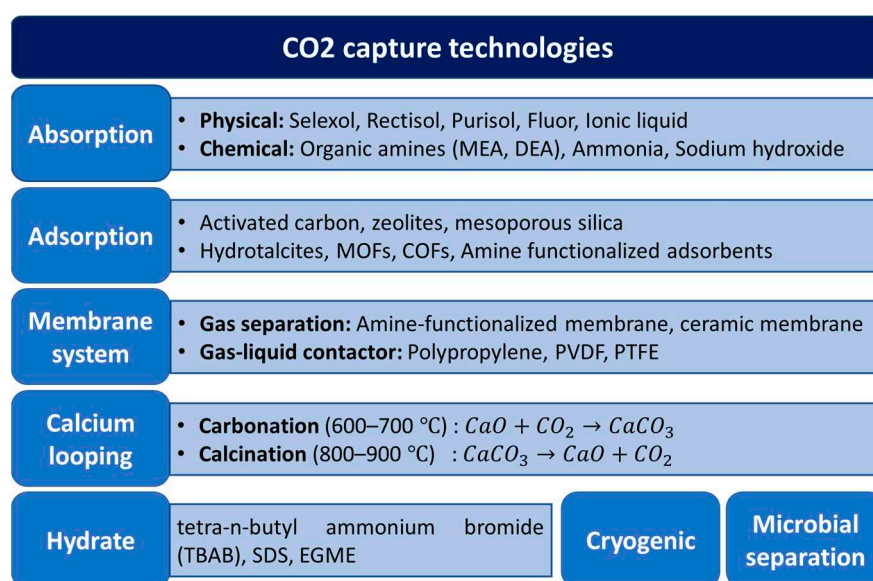 CO2 capture technologies
Absorption
• Physical: Selexol, Rectisol, Purisol, Fluor, Ionic liquid
• Chemical: Organic amines (MEA, DEA), Ammonia, Sodium hydroxide
Adsorption
• Activated carbon, zeolites, mesoporous silica
• Hydrotalcites, MOFs, COFs, Amine functionalized adsorbents
Membrane
system
• Gas separation: Amine-functionalized membrane, ceramic membrane
• Gas-liquid contactor: Polypropylene, PVDF, PTFE
Calcium
looping
• Carbonation (600–700 °C) : CaO + CO₂ → CaCO₃
• Calcination (800–900 °C) : CaCO₃ → CaO + CO₂
Hydrate
tetra-n-butyl ammonium bromide
(TBAB), SDS, EGME
Cryogenic
Microbial
separation